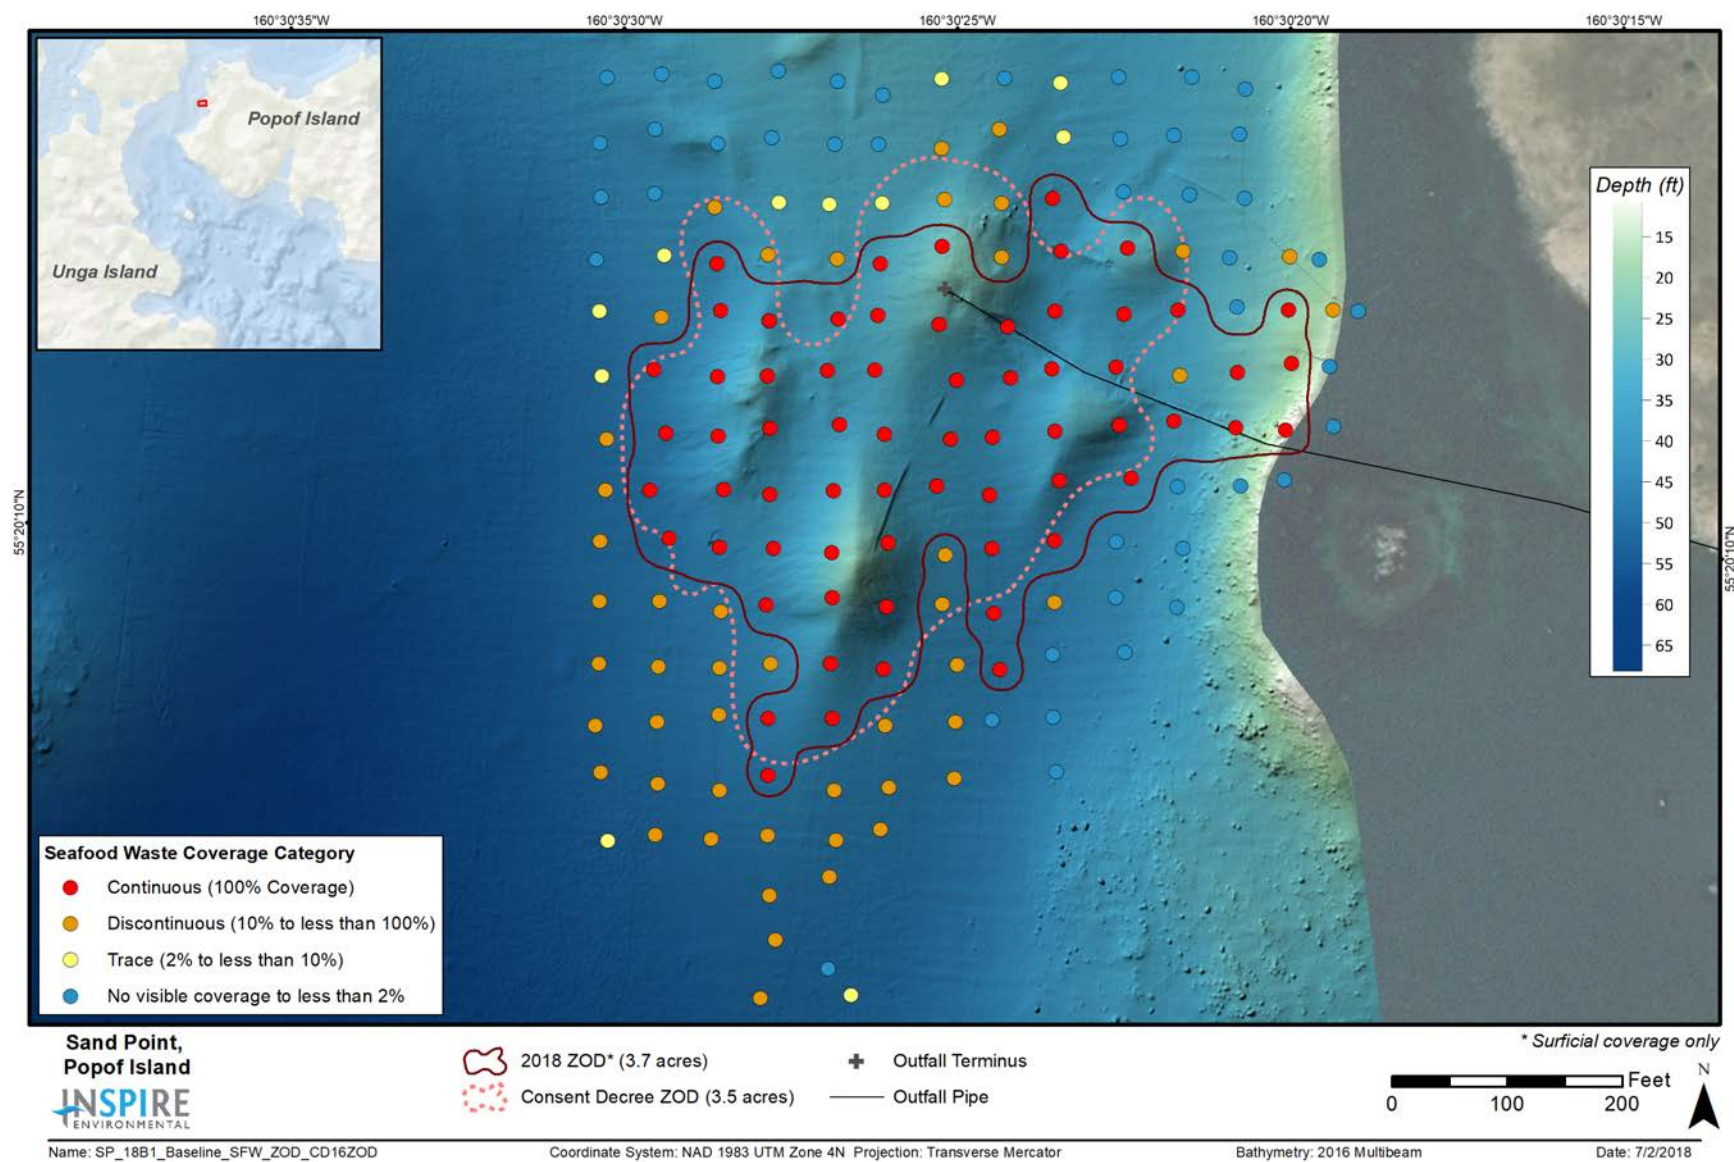 160°30'35"W
160°30'30"W
160°30'25"W
160°30'20"W
160°30'15"W
Popof Island
Unga Island
Depth (ft)
15
20
25
30
35
40
45
50
55
60
65
55°20'10"N
55°20'10"N
Seafood Waste Coverage Category
Continuous (100% Coverage)
Discontinuous (10% to less than 100%)
Trace (2% to less than 10%)
No visible coverage to less than 2%
Sand Point,
Popof Island
INSPIRE
ENVIRONMENTAL
2018 ZOD* (3.7 acres)
Consent Decree ZOD (3.5 acres)
Outfall Terminus
Outfall Pipe
* Surficial coverage only
Feet
0 100 200
N
Name: SP_18B1_Baseline_SFW_ZOD_CD16ZOD
Coordinate System: NAD 1983 UTM Zone 4N Projection: Transverse Mercator
Bathymetry: 2016 Multibeam
Date: 7/2/2018